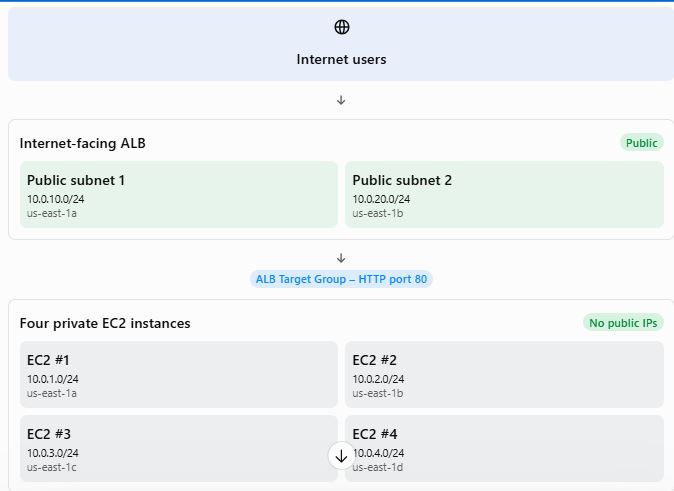 Internet users
Internet-facing ALB
Public
Public subnet 1
10.0.10.0/24
us-east-1a
Public subnet 2
10.0.20.0/24
us-east-1b
ALB Target Group – HTTP port 80
Four private EC2 instances
No public IPs
EC2 #1
10.0.1.0/24
us-east-1a
EC2 #2
10.0.2.0/24
us-east-1b
EC2 #3
10.0.3.0/24
us-east-1c
EC2 #4
10.0.4.0/24
us-east-1d